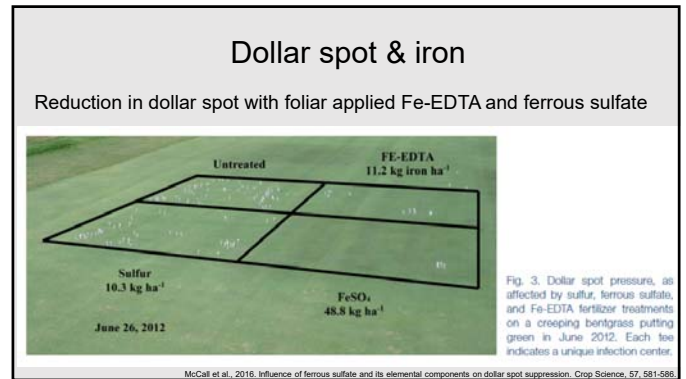 Dollar spot & iron
Reduction in dollar spot with foliar applied Fe-EDTA and ferrous sulfate
Untreated
FE-EDTA
11.2 kg iron ha⁻¹
Sulfur
10.3 kg ha⁻¹
FeSO₄
48.8 kg ha⁻¹
June 26, 2012
Fig. 3. Dollar spot pressure, as
affected by sulfur, ferrous sulfate,
and Fe-EDTA fertilizer treatments
on a creeping bentgrass putting
green in June 2012. Each tee
indicates a unique infection center.
McCall et al., 2016. Influence of ferrous sulfate and its elemental components on dollar spot suppression. Crop Science, 57, 581-586.